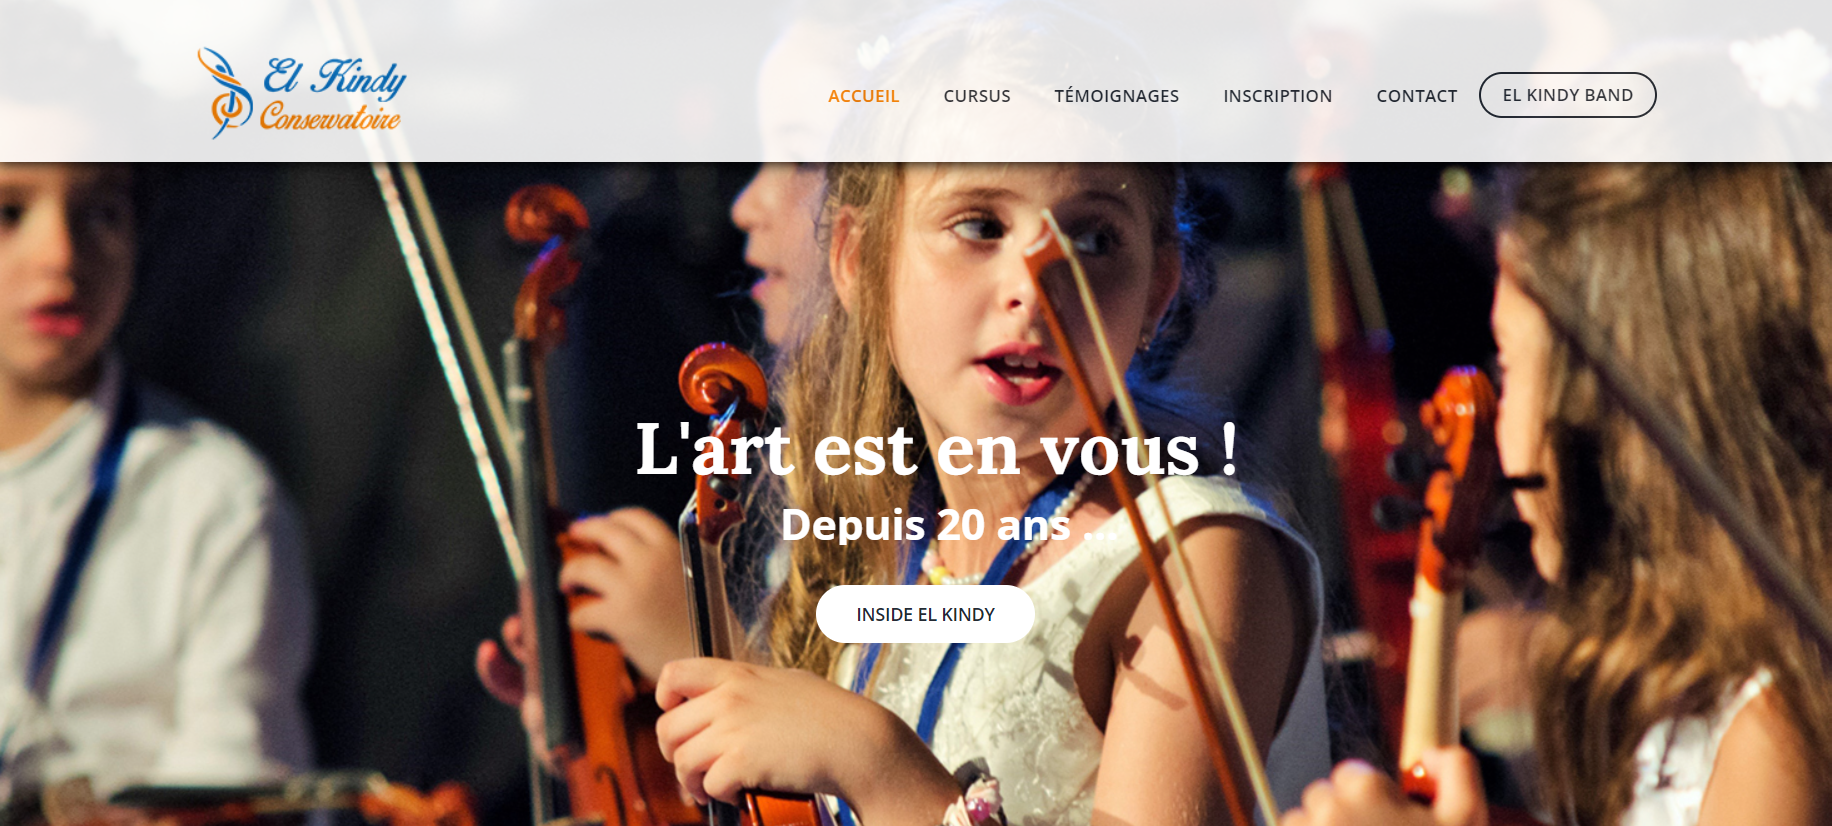 El Kindy
Conservatoire
ACCUEIL
CURSUS
TÉMOIGNAGES
INSCRIPTION
CONTACT
EL KINDY BAND
L'art est en vous !
Depuis 20 ans ...
INSIDE EL KINDY